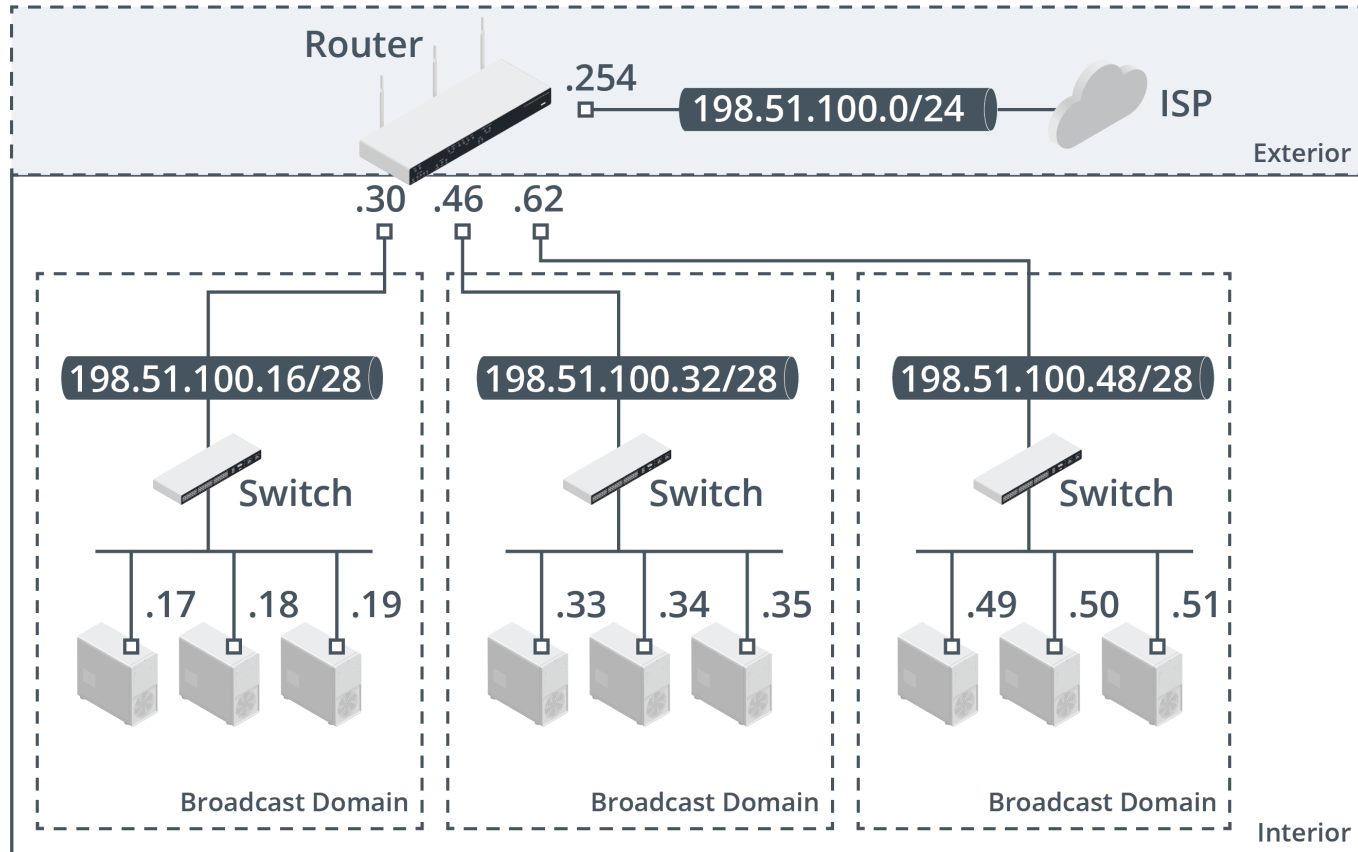 Router
.254
198.51.100.0/24
ISP
Exterior
.30 .46 .62
198.51.100.16/28
198.51.100.32/28
198.51.100.48/28
Switch
Switch
Switch
.17 .18 .19
.33 .34 .35
.49 .50 .51
Broadcast Domain
Broadcast Domain
Broadcast Domain
Interior